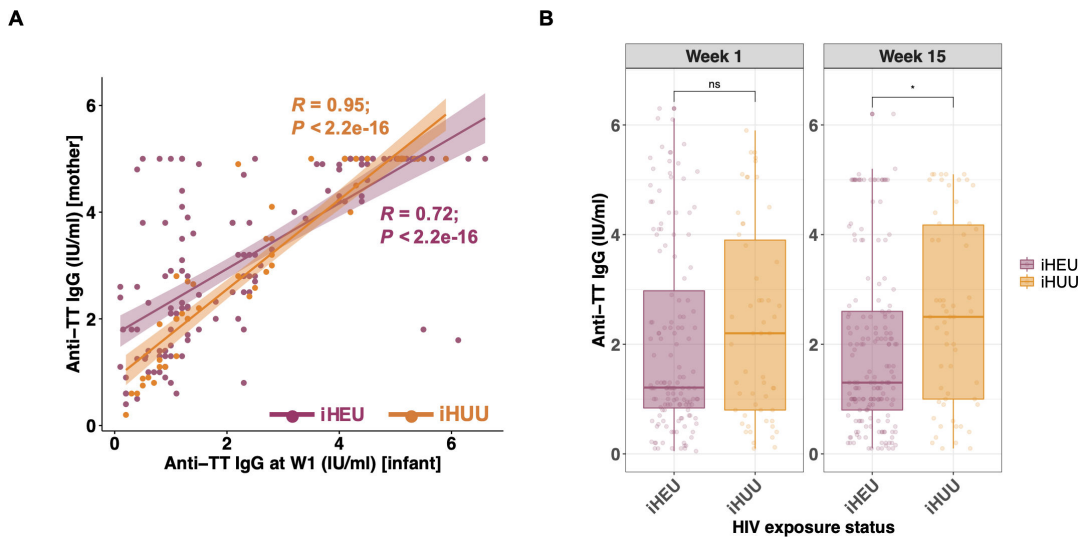 A
R = 0.95;
P < 2.2e-16
R = 0.72;
P < 2.2e-16
Anti−TT IgG (IU/ml) [mother]
6
4
2
0
0
2
4
6
iHEU
iHUU
Anti−TT IgG at W1 (IU/ml) [infant]
B
Week 1
Week 15
ns
*
Anti−TT IgG (IU/ml)
6
4
2
0
6
4
2
0
iHEU
iHUU
iHEU
iHUU
HIV exposure status
iHEU
iHUU